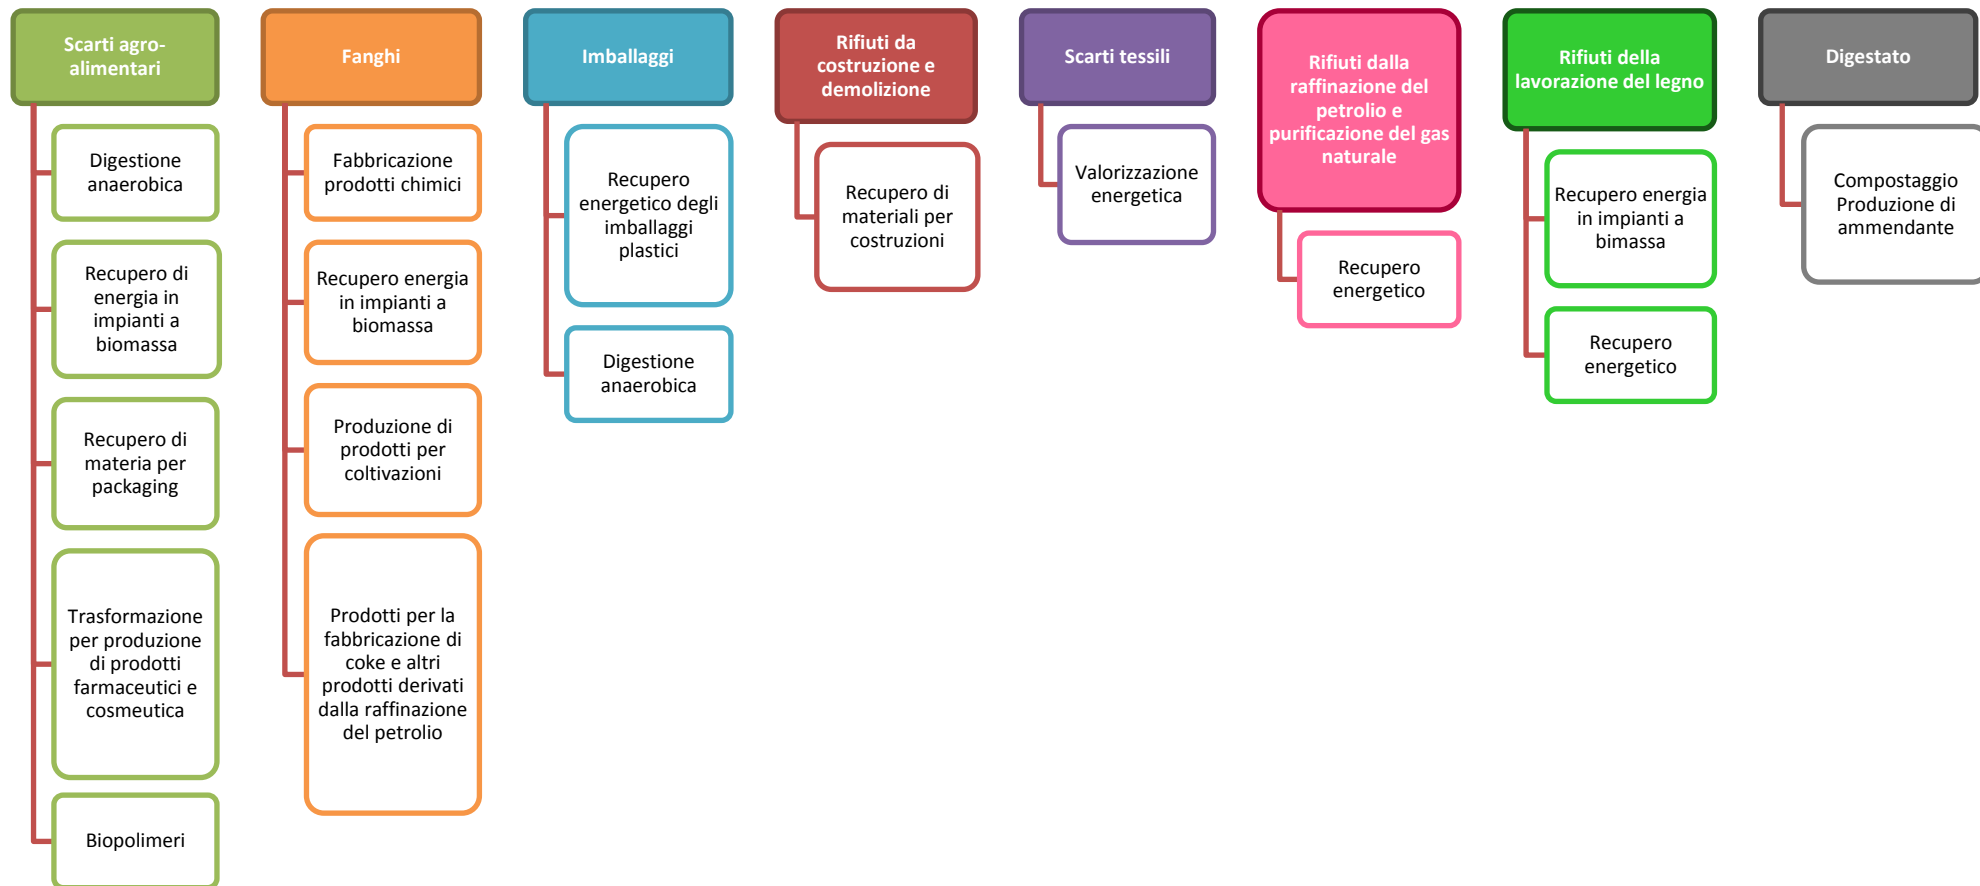 Scarti agro-
alimentari
Digestione
anaerobica
Recupero di
energia in
impianti a
biomassa
Recupero di
materia per
packaging
Trasformazione
per produzione
di prodotti
farmaceutici e
cosmeutica
Biopolimeri
Fanghi
Fabbricazione
prodotti chimici
Recupero energia
in impianti a
biomassa
Produzione di
prodotti per
coltivazioni
Prodotti per la
fabbricazione di
coke e altri
prodotti derivati
dalla raffinazione
del petrolio
Imballaggi
Recupero
energetico degli
imballaggi
plastici
Digestione
anaerobica
Rifiuti da
costruzione e
demolizione
Recupero di
materiali per
costruzioni
Scarti tessili
Valorizzazione
energetica
Rifiuti dalla
raffinazione del
petrolio e
purificazione del gas
naturale
Recupero
energetico
Rifiuti della
lavorazione del legno
Recupero energia
in impianti a
bimassa
Recupero
energetico
Digestato
Compostaggio
Produzione di
ammendante